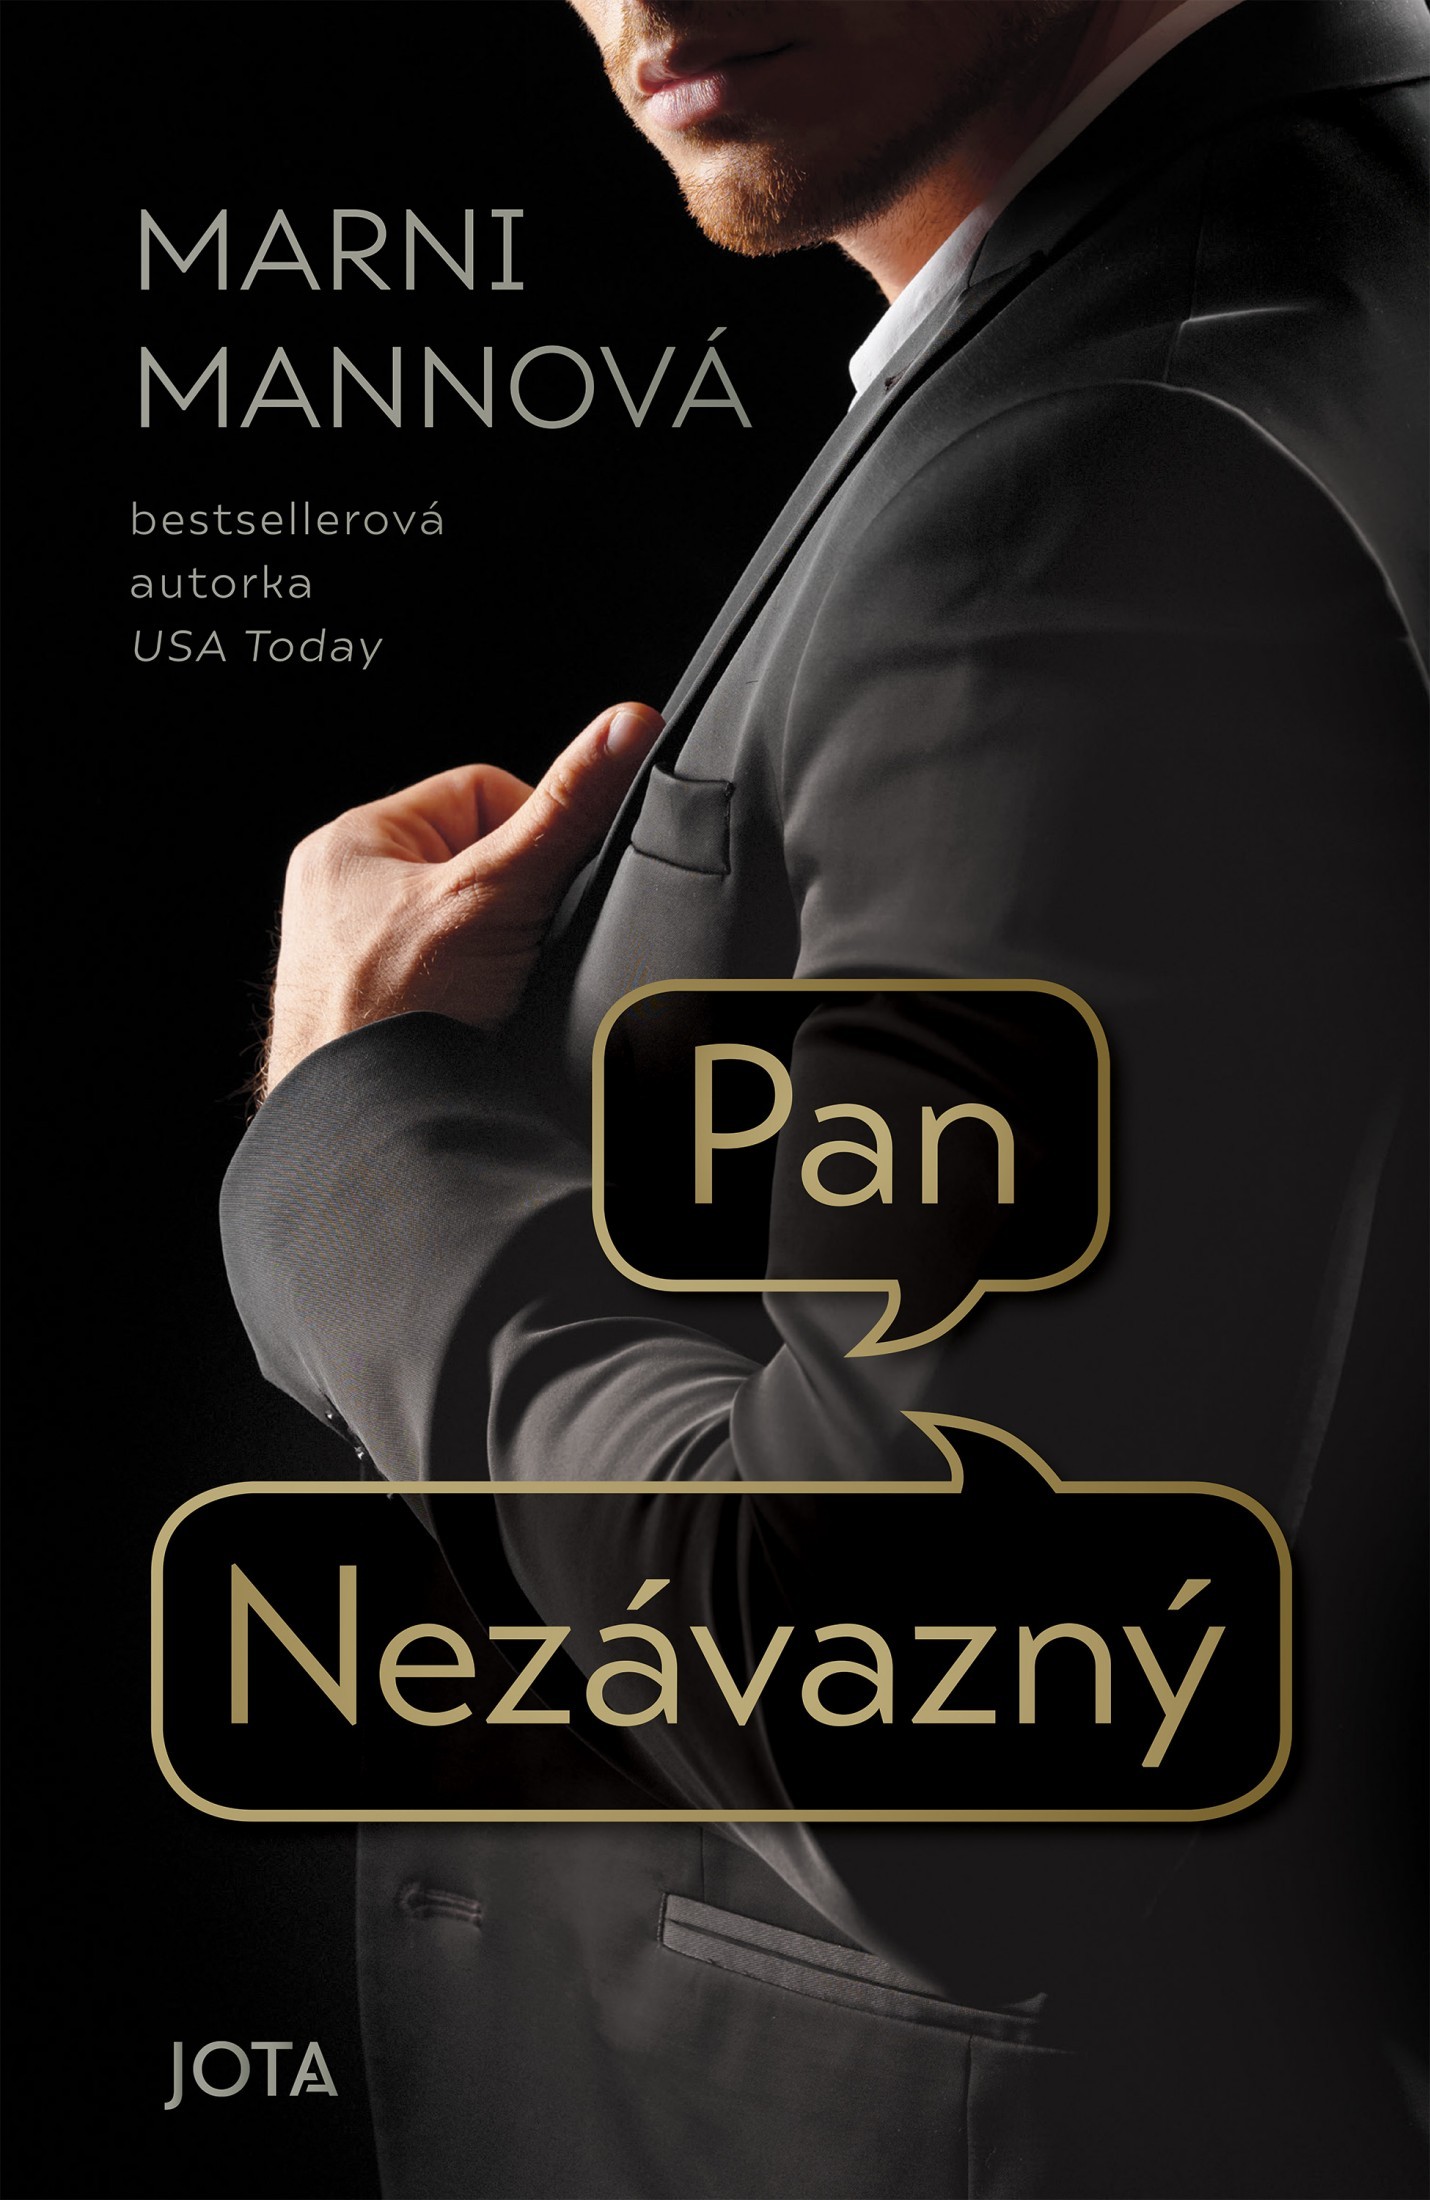 MARNI
MANNOVÁ
bestsellerová
autorka
USA Today
Pan
Nezávazný
JOTA